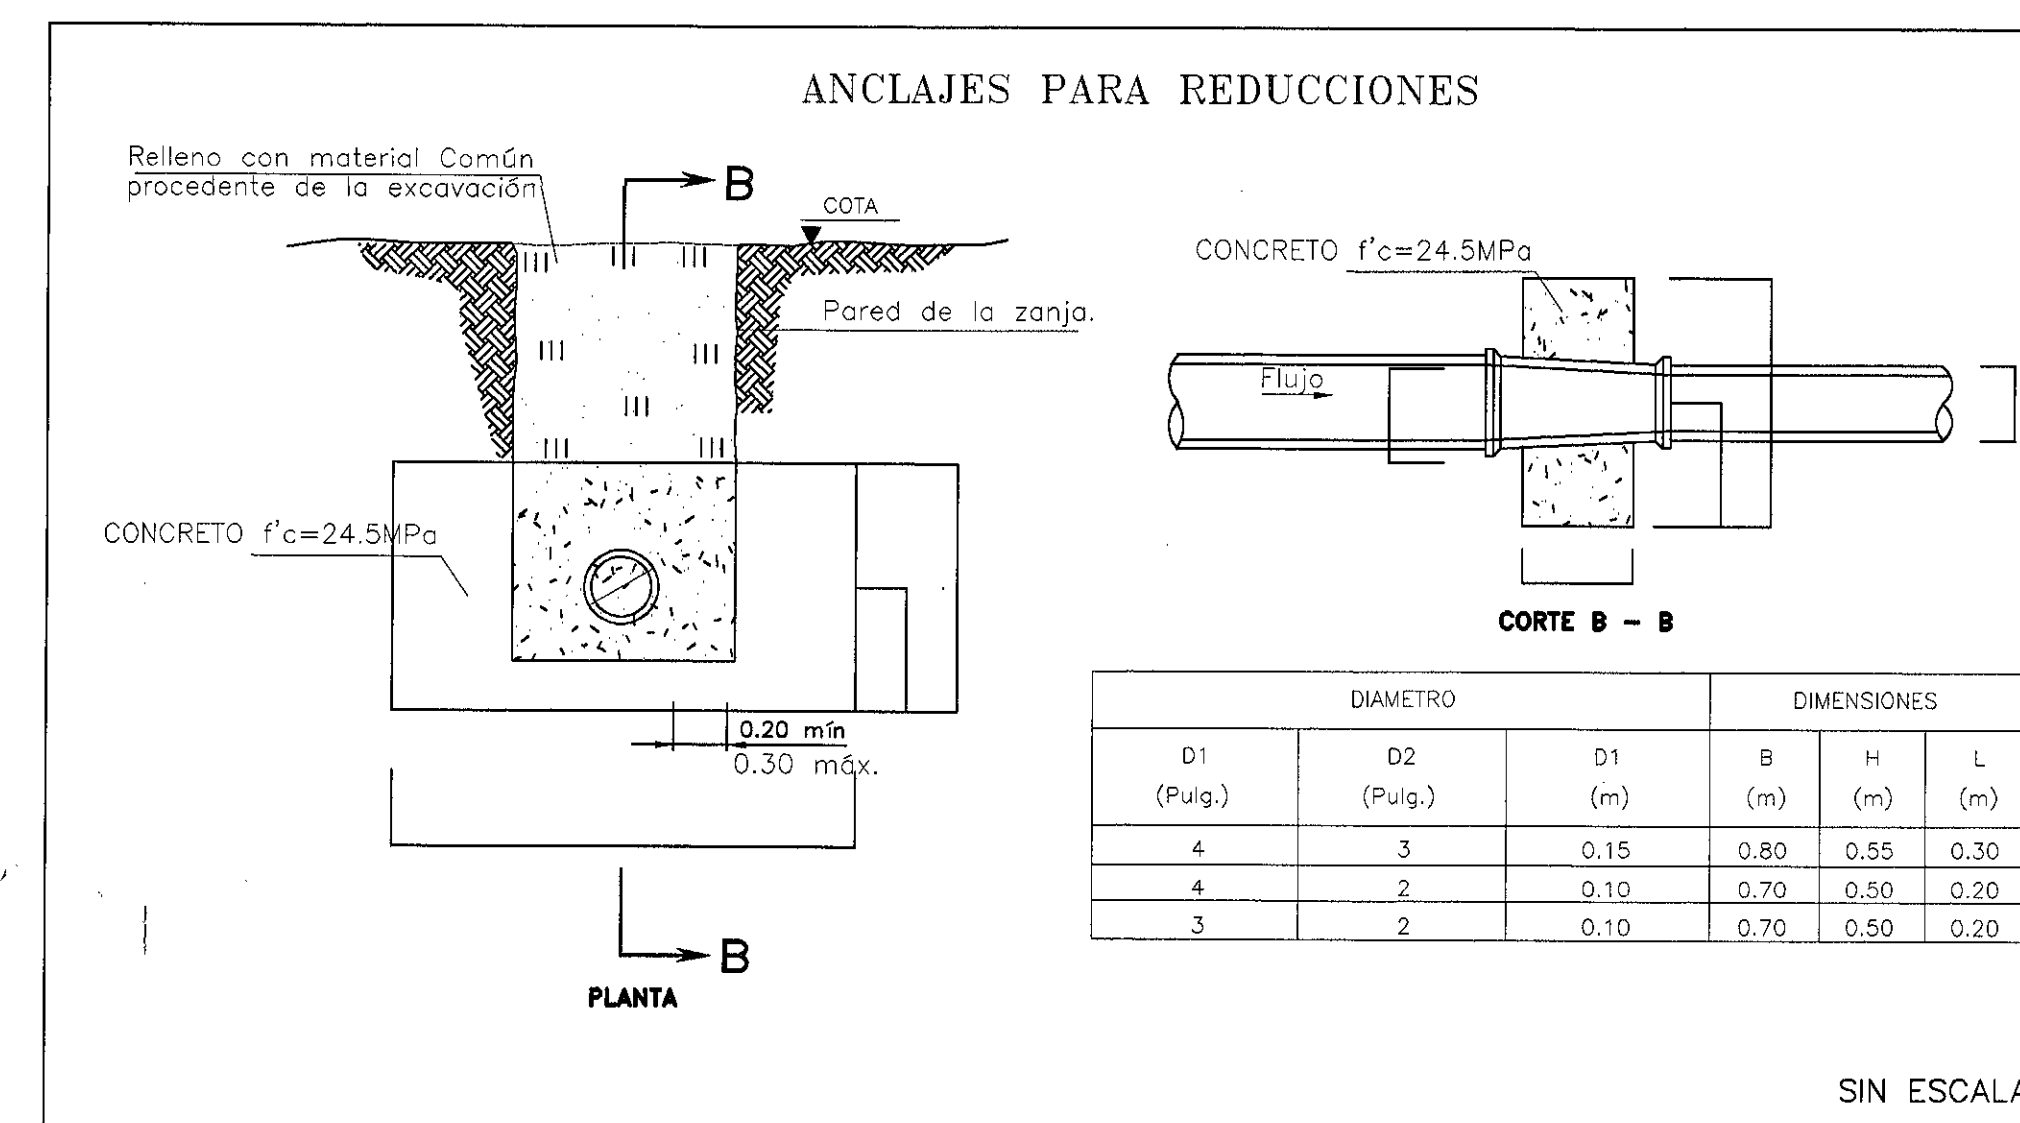 ANCLAJES PARA REDUCCIONES
Relleno con material Común
procedente de la excavación
B
COTA
CONCRETO f'c=24.5MPa
Pared de la zanja.
Flujo
CONCRETO f'c=24.5MPa
CORTE B - B
0.20 mín
0.30 máx.
B
PLANTA
DIAMETRO DIMENSIONES
D1 D2 D1 B H L
(Pulg.) (Pulg.) (m) (m) (m) (m)
4 3 0.15 0.80 0.55 0.30
4 2 0.10 0.70 0.50 0.20
3 2 0.10 0.70 0.50 0.20
SIN ESCALA